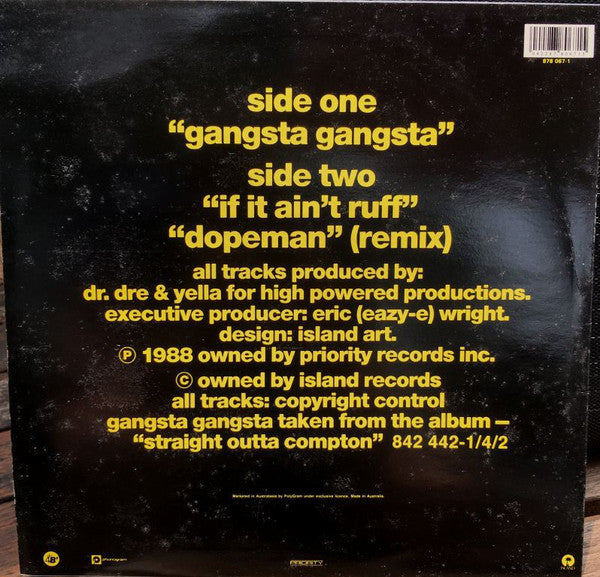 878 087-1
side one
“gangsta gangsta”
side two
“if it ain't ruff”
“dopeman” (remix)
all tracks produced by:
dr. dre & yella for high powered productions.
executive producer: eric (eazy-e) wright.
design: island art.
Ⓟ 1988 owned by priority records inc.
© owned by island records
all tracks: copyright control
gangsta gangsta taken from the album —
“straight outta compton” 842 442-1/4/2
Marketed in Australasia by PolyGram under exclusive licence. Made in Australia.
phonogram
PRIORITY
ISLAND